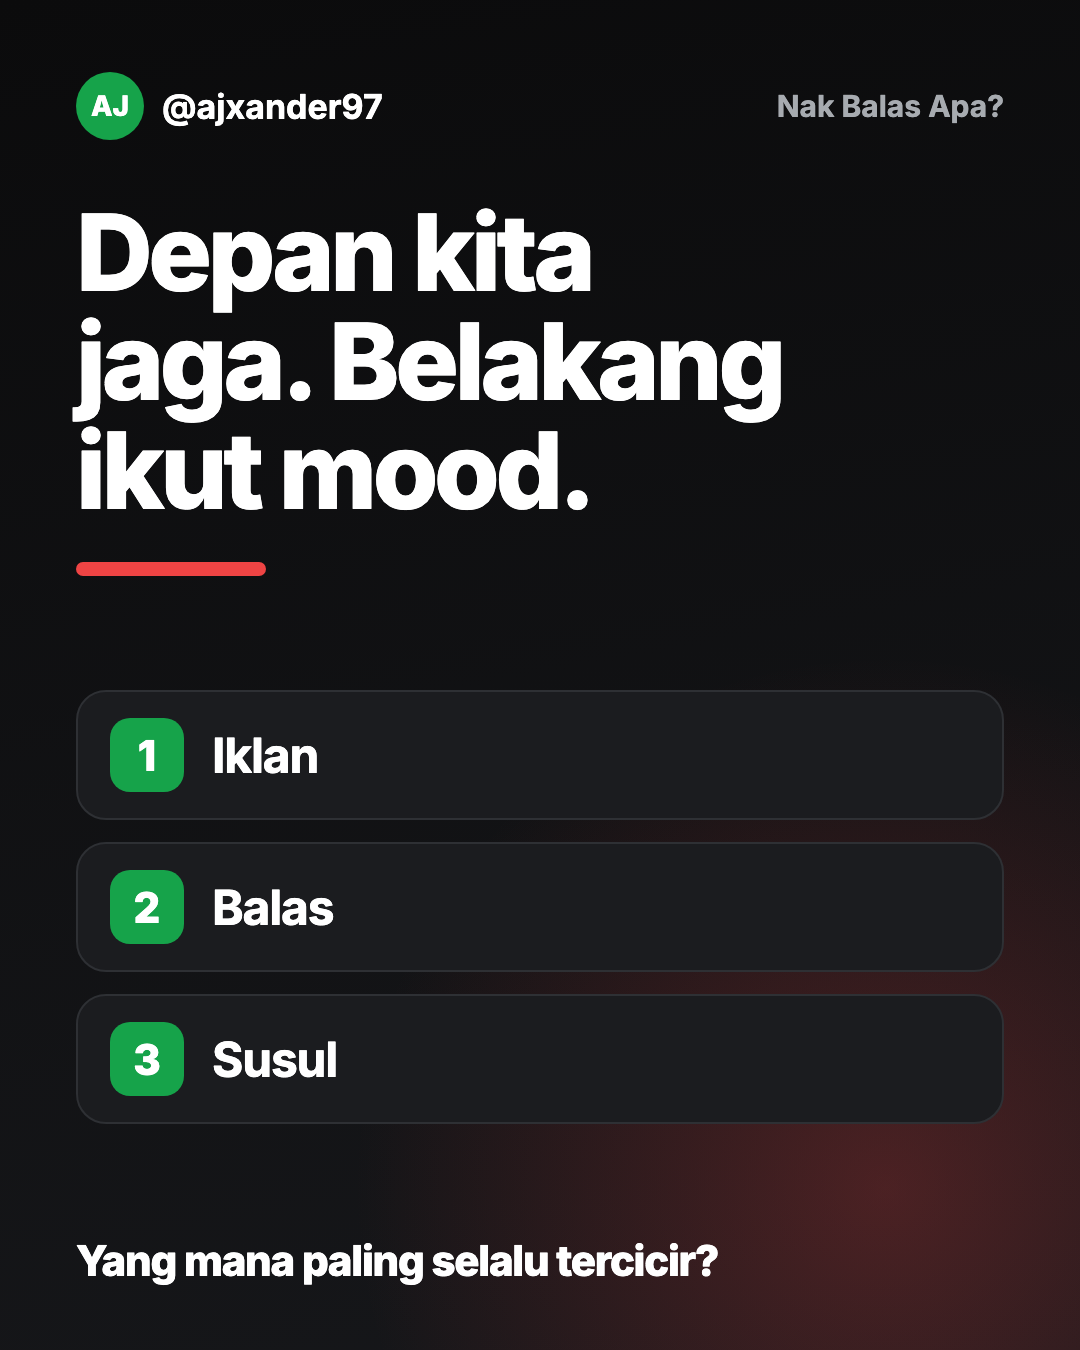 AJ @ajxander97
Nak Balas Apa?
Depan kita
jaga. Belakang
ikut mood.
1 Iklan
2 Balas
3 Susul
Yang mana paling selalu tercicir?